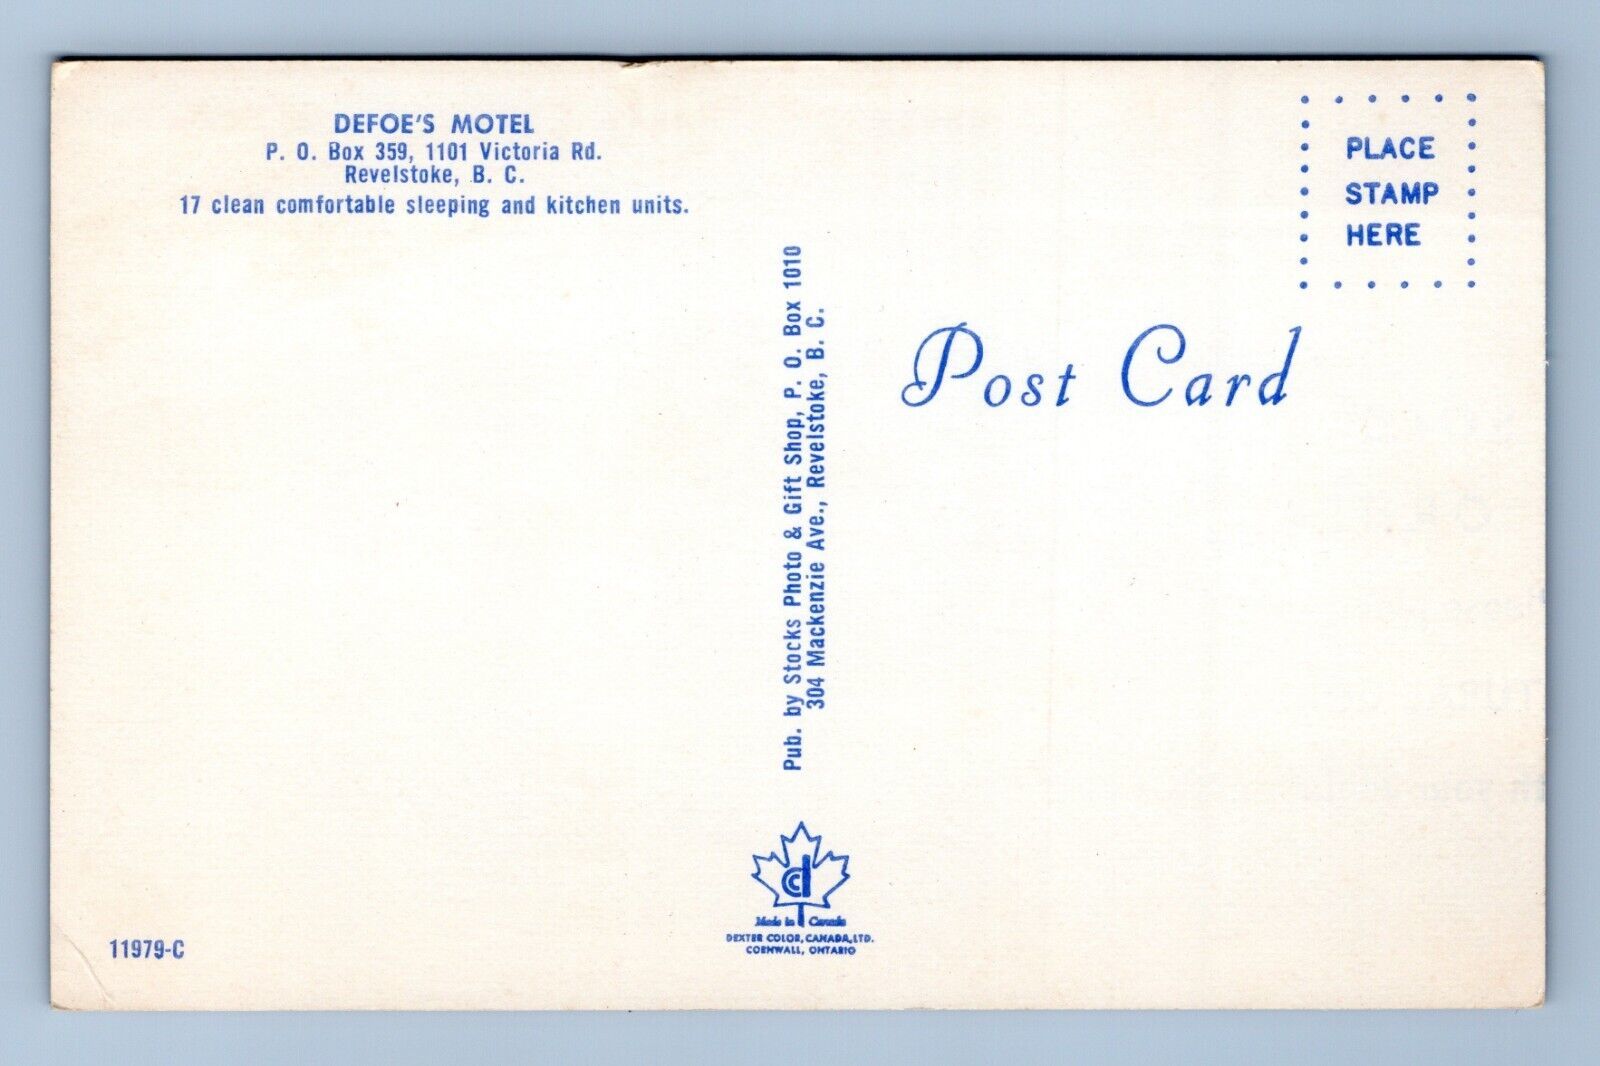 DEFOE'S MOTEL
P. O. Box 359, 1101 Victoria Rd.
Revelstoke, B. C.
17 clean comfortable sleeping and kitchen units.
PLACE
STAMP
HERE
Post Card
Pub. by Stocks Photo & Gift Shop, P. O. Box 1010
304 Mackenzie Ave., Revelstoke, B. C.
cd
Made in Canada
DEXTER COLOR, CANADA, LTD.
CORNWALL, ONTARIO
11979-C